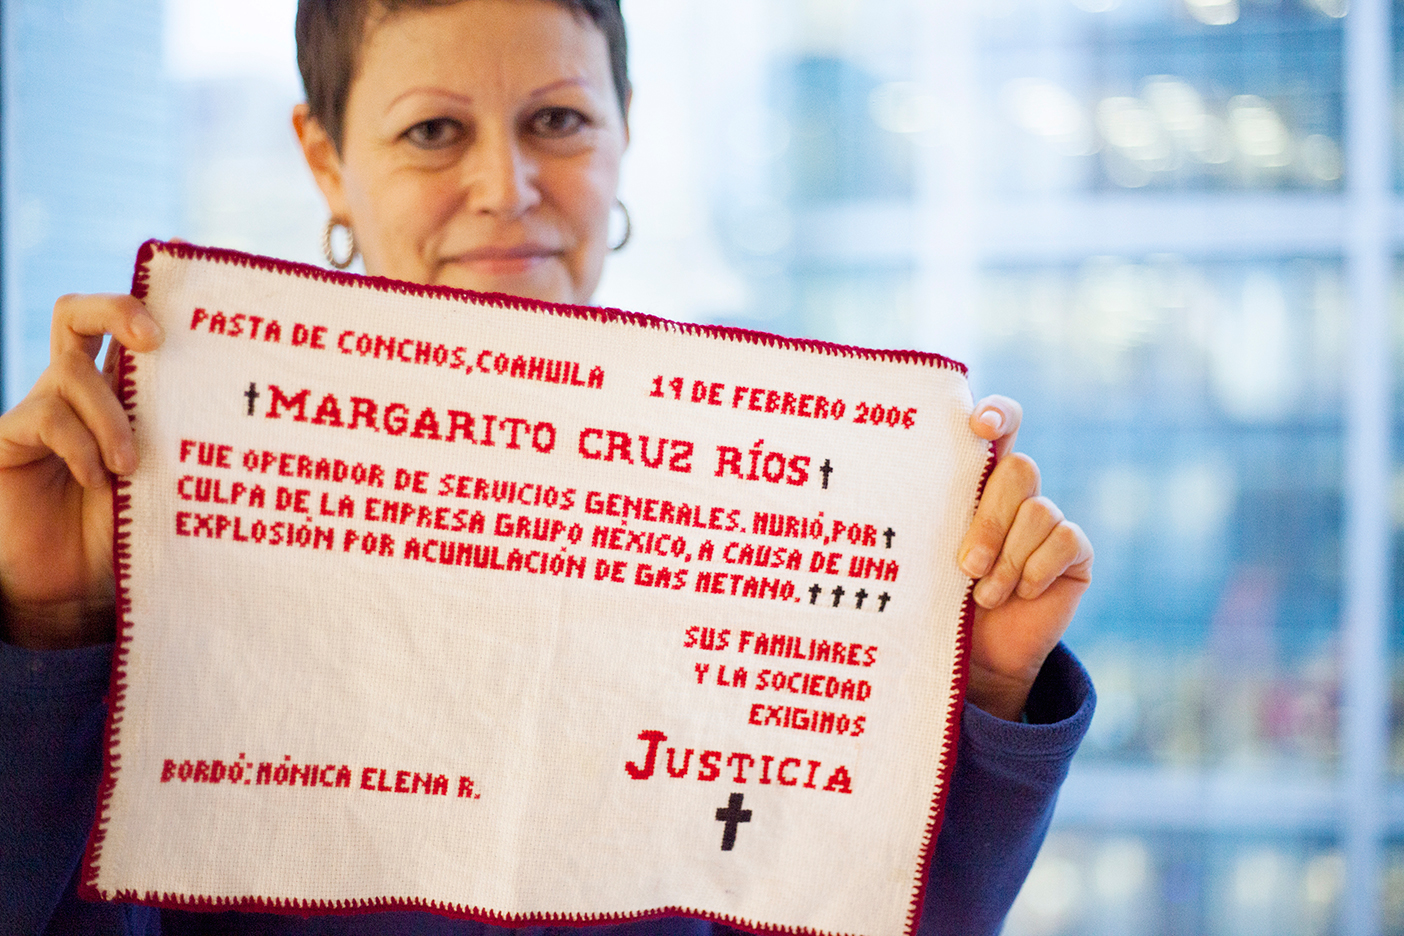 PASTA DE CONCHOS, COAHUILA 19 DE FEBRERO 2006
†MARGARITO CRUZ RÍOS†
FUE OPERADOR DE SERVICIOS GENERALES. MURIÓ, POR †
CULPA DE LA EMPRESA GRUPO MÉXICO, A CAUSA DE UNA
EXPLOSIÓN POR ACUMULACIÓN DE GAS METANO. † † † †
SUS FAMILIARES
Y LA SOCIEDAD
EXIGIMOS
JUSTICIA
†
BORDÓ: MÓNICA ELENA R.